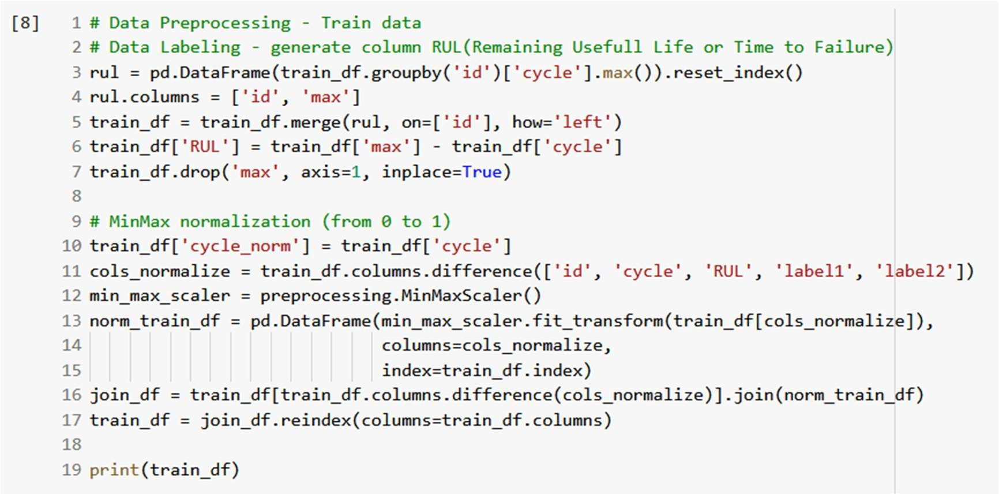 [8] 1 # Data Preprocessing - Train data
2 # Data Labeling - generate column RUL(Remaining Usefull Life or Time to Failure)
3 rul = pd.DataFrame(train_df.groupby('id')['cycle'].max()).reset_index()
4 rul.columns = ['id', 'max']
5 train_df = train_df.merge(rul, on=['id'], how='left')
6 train_df['RUL'] = train_df['max'] - train_df['cycle']
7 train_df.drop('max', axis=1, inplace=True)
8
9 # MinMax normalization (from 0 to 1)
10 train_df['cycle_norm'] = train_df['cycle']
11 cols_normalize = train_df.columns.difference(['id', 'cycle', 'RUL', 'label1', 'label2'])
12 min_max_scaler = preprocessing.MinMaxScaler()
13 norm_train_df = pd.DataFrame(min_max_scaler.fit_transform(train_df[cols_normalize]),
14 columns=cols_normalize,
15 index=train_df.index)
16 join_df = train_df[train_df.columns.difference(cols_normalize)].join(norm_train_df)
17 train_df = join_df.reindex(columns=train_df.columns)
18
19 print(train_df)